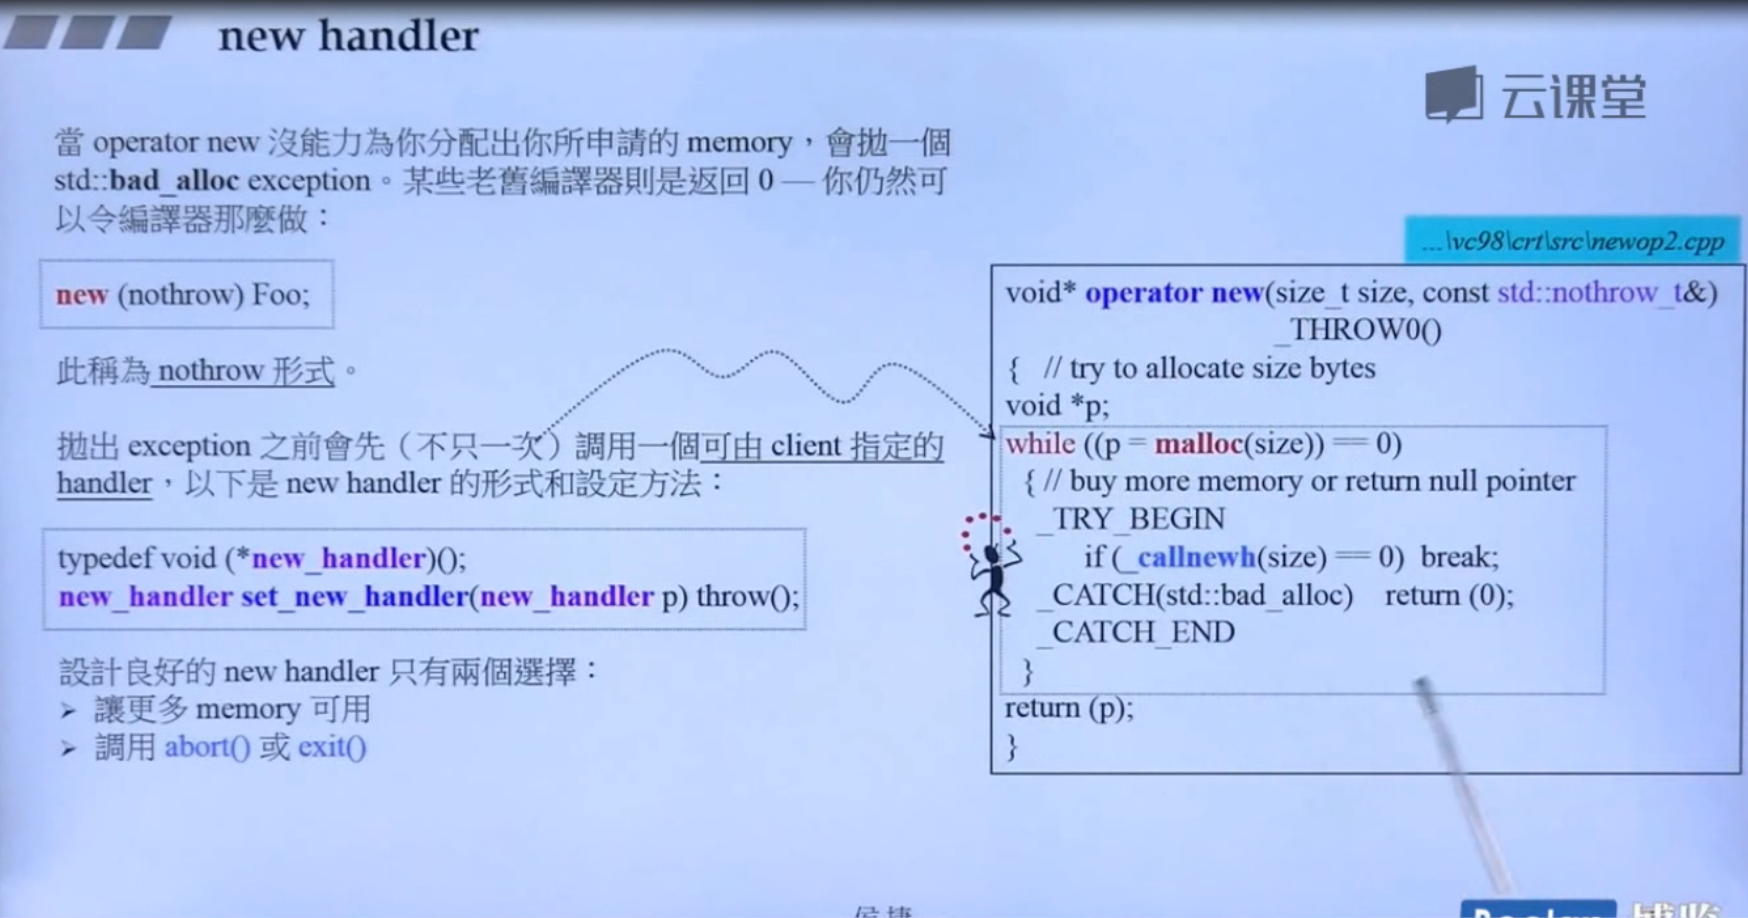 new handler
云课堂
當 operator new 沒能力為你分配出你所申請的 memory，會拋一個
std::bad_alloc exception。某些老舊編譯器則是返回 0 — 你仍然可
以令編譯器那麼做：
new (nothrow) Foo;
此稱為 nothrow 形式。
拋出 exception 之前會先（不只一次）調用一個可由 client 指定的
handler，以下是 new handler 的形式和設定方法：
typedef void (*new_handler)();
new_handler set_new_handler(new_handler p) throw();
設計良好的 new handler 只有兩個選擇：
➢ 讓更多 memory 可用
➢ 調用 abort() 或 exit()
...\vc98\crt\src\newop2.cpp
void* operator new(size_t size, const std::nothrow_t&)
_THROW0()
{ // try to allocate size bytes
void *p;
while ((p = malloc(size)) == 0)
{ // buy more memory or return null pointer
_TRY_BEGIN
if (_callnewh(size) == 0) break;
_CATCH(std::bad_alloc) return (0);
_CATCH_END
}
return (p);
}
侯捷